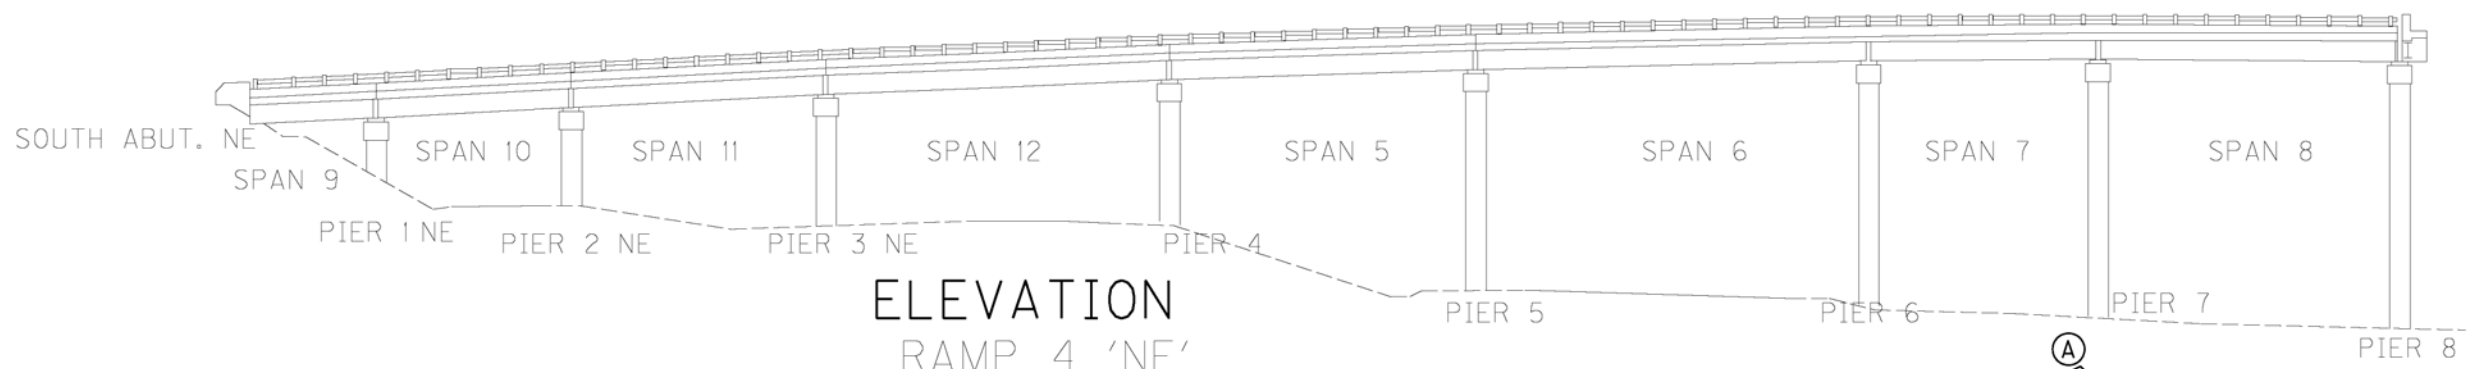 SOUTH ABUT. NE
SPAN 9
SPAN 10
SPAN 11
SPAN 12
SPAN 5
SPAN 6
SPAN 7
SPAN 8
PIER 1 NE
PIER 2 NE
PIER 3 NE
PIER 4
PIER 5
PIER 6
PIER 7
PIER 8
ELEVATION
RAMP 4 'NE'
A